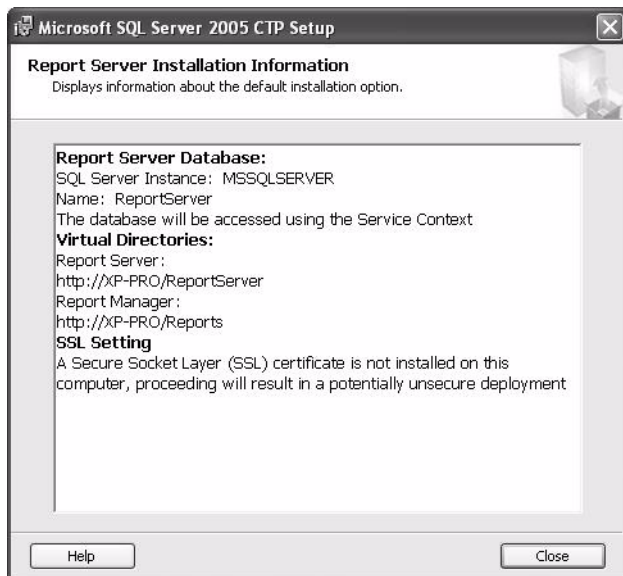 Microsoft SQL Server 2005 CTP Setup
Report Server Installation Information
Displays information about the default installation option.
Report Server Database:
SQL Server Instance: MSSQLSERVER
Name: ReportServer
The database will be accessed using the Service Context
Virtual Directories:
Report Server:
http://XP-PRO/ReportServer
Report Manager:
http://XP-PRO/Reports
SSL Setting
A Secure Socket Layer (SSL) certificate is not installed on this
computer, proceeding will result in a potentially unsecure deployment
Help
Close